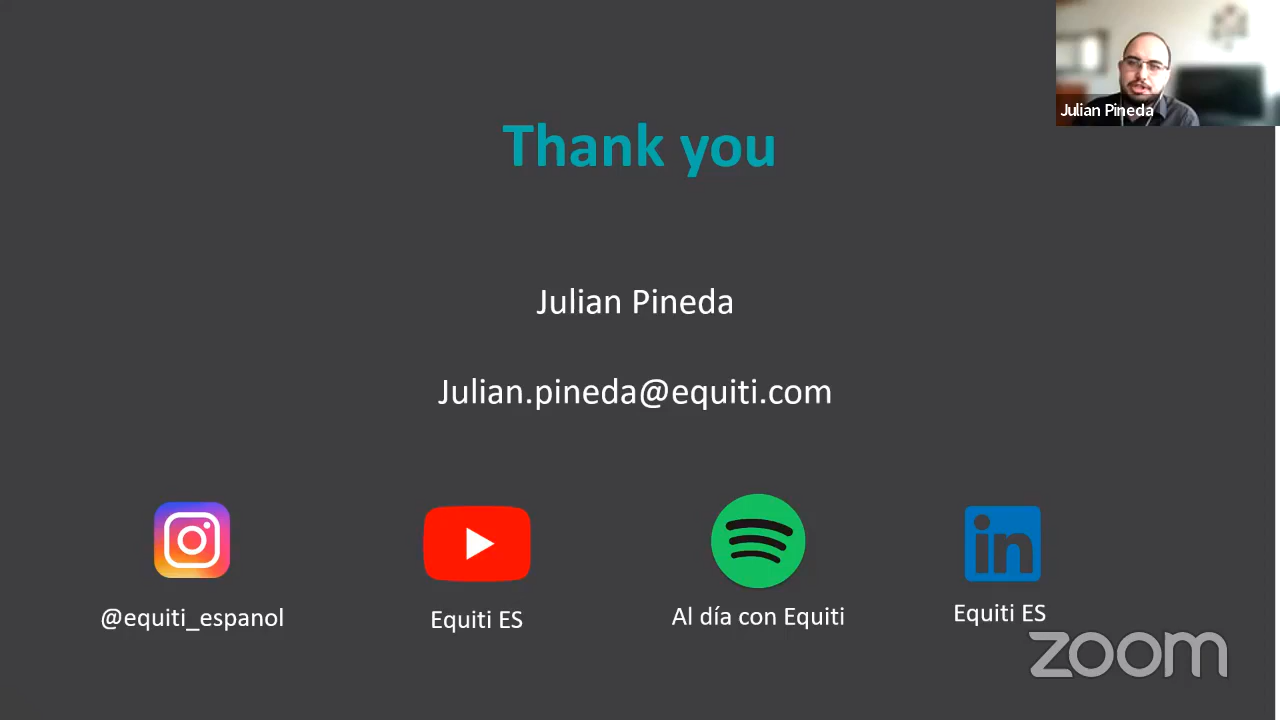 Julian Pineda
Thank you
Julian Pineda
Julian.pineda@equiti.com
@equiti_espanol
Equiti ES
Al día con Equiti
Equiti ES
in
zoom